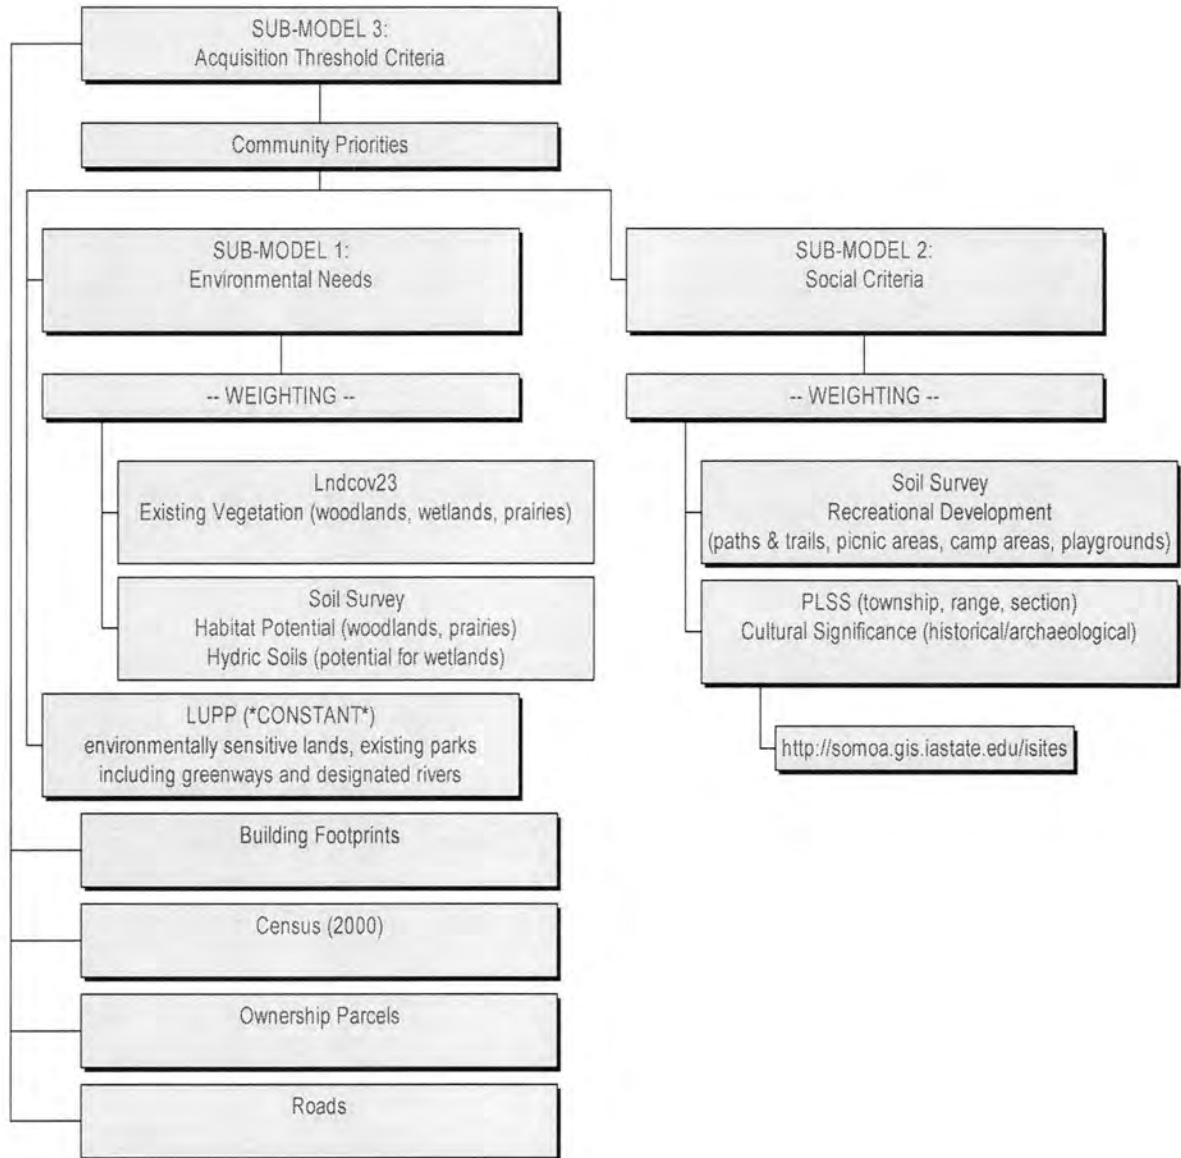 SUB-MODEL 3:
Acquisition Threshold Criteria
Community Priorities
SUB-MODEL 1:
Environmental Needs
SUB-MODEL 2:
Social Criteria
-- WEIGHTING --
-- WEIGHTING --
Lndcov23
Existing Vegetation (woodlands, wetlands, prairies)
Soil Survey
Recreational Development
(paths & trails, picnic areas, camp areas, playgrounds)
Soil Survey
Habitat Potential (woodlands, prairies)
Hydric Soils (potential for wetlands)
PLSS (township, range, section)
Cultural Significance (historical/archaeological)
LUPP (*CONSTANT*)
environmentally sensitive lands, existing parks
including greenways and designated rivers
http://somoa.gis.iastate.edu/isites
Building Footprints
Census (2000)
Ownership Parcels
Roads